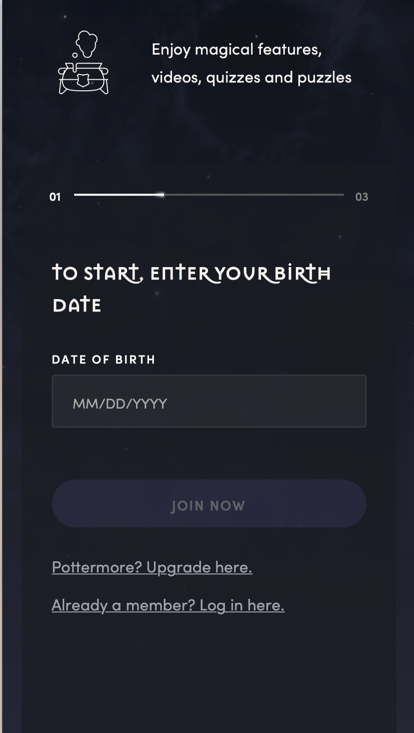 Enjoy magical features,
videos, quizzes and puzzles
01
03
TO START, ENTER YOUR BIRTH
DATE
DATE OF BIRTH
MM/DD/YYYY
JOIN NOW
Pottermore? Upgrade here.
Already a member? Log in here.